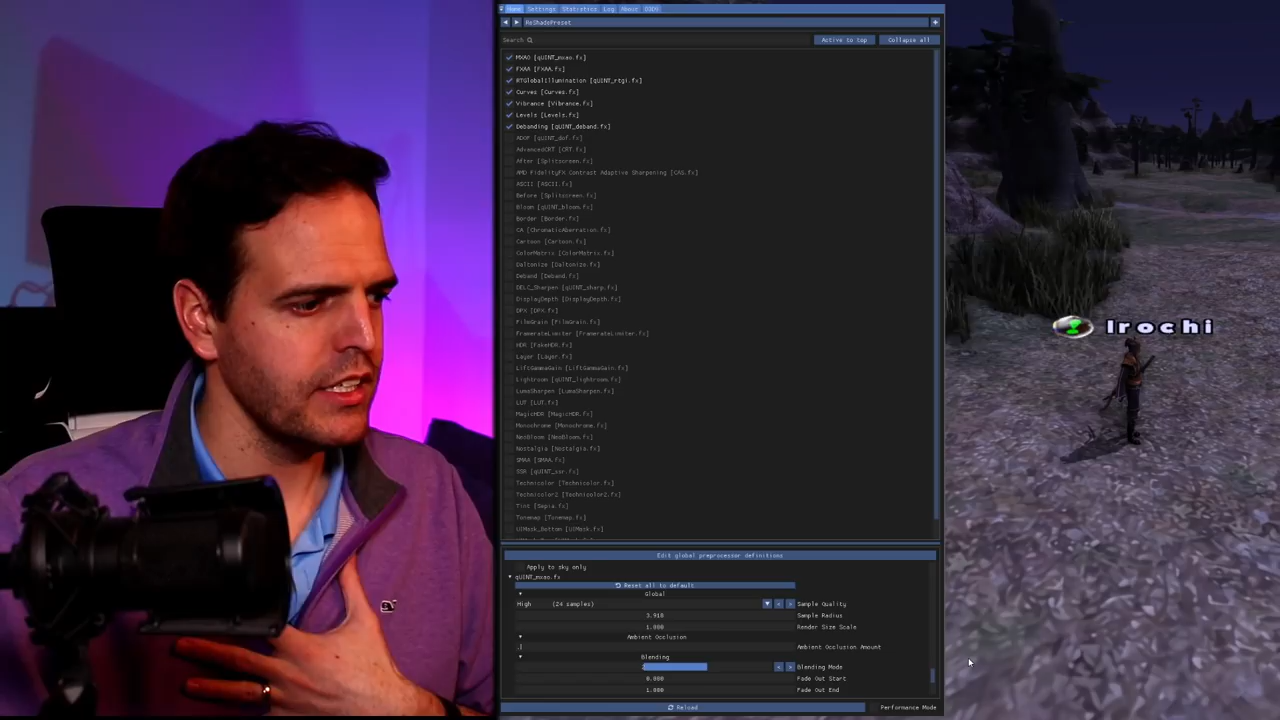 Home Settings Statistics Log About D3D9
ReShadePreset
Search
Active to top
Collapse all
MXAO [qUINT_mxao.fx]
FXAA [FXAA.fx]
RTGlobalIllumination [qUINT_rtgi.fx]
Curves [Curves.fx]
Vibrance [Vibrance.fx]
Levels [Levels.fx]
Debanding [qUINT_deband.fx]
ADOF [qUINT_dof.fx]
AdvancedCRT [CRT.fx]
After [Splitscreen.fx]
AMD FidelityFX Contrast Adaptive Sharpening [CAS.fx]
ASCII [ASCII.fx]
Before [Splitscreen.fx]
Bloom [qUINT_bloom.fx]
Border [Border.fx]
CA [ChromaticAberration.fx]
Cartoon [Cartoon.fx]
ColorMatrix [ColorMatrix.fx]
Daltonize [Daltonize.fx]
Deband [Deband.fx]
DELC_Sharpen [qUINT_sharp.fx]
DisplayDepth [DisplayDepth.fx]
DPX [DPX.fx]
FilmGrain [FilmGrain.fx]
FramerateLimiter [FramerateLimiter.fx]
HDR [FakeHDR.fx]
Layer [Layer.fx]
LiftGammaGain [LiftGammaGain.fx]
Lightroom [qUINT_lightroom.fx]
LumaSharpen [LumaSharpen.fx]
LUT [LUT.fx]
MagicHDR [MagicHDR.fx]
Monochrome [Monochrome.fx]
NeoBloom [NeoBloom.fx]
Nostalgia [Nostalgia.fx]
SMAA [SMAA.fx]
SSR [qUINT_ssr.fx]
Technicolor [Technicolor.fx]
Technicolor2 [Technicolor2.fx]
Tint [Sepia.fx]
Tonemap [Tonemap.fx]
UIMask_Bottom [UIMask.fx]
Edit global preprocessor definitions
Apply to sky only
qUINT_mxao.fx
Reset all to default
Global
High (24 samples) Sample Quality
3.918 Sample Radius
1.000 Render Size Scale
Ambient Occlusion
.1 Ambient Occlusion Amount
Blending
2 Blending Mode
0.000 Fade Out Start
1.000 Fade Out End
Reload
Performance Mode
Irochi